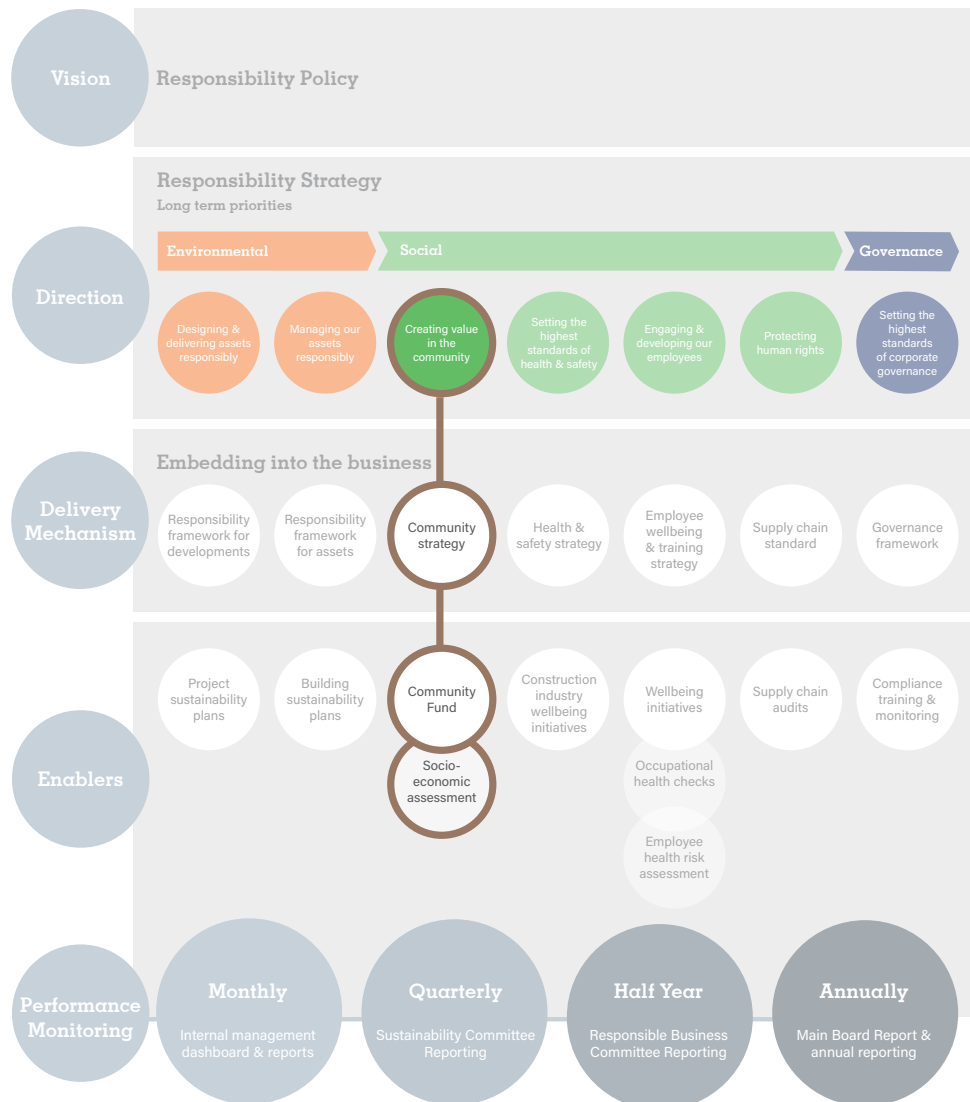 Vision
Responsibility Policy
Responsibility Strategy
Long term priorities
Direction
Environmental
Social
Governance
Designing &
delivering assets
responsibly
Managing our
assets
responsibly
Creating value
in the
community
Setting the
highest
standards of
health & safety
Engaging &
developing our
employees
Protecting
human rights
Setting the
highest
standards
of corporate
governance
Delivery
Mechanism
Embedding into the business
Responsibility
framework for
developments
Responsibility
framework
for assets
Community
strategy
Health &
safety strategy
Employee
wellbeing
& training
strategy
Supply chain
standard
Governance
framework
Enablers
Project
sustainability
plans
Building
sustainability
plans
Community
Fund
Socio-
economic
assessment
Construction
industry
wellbeing
initiatives
Wellbeing
initiatives
Occupational
health checks
Employee
health risk
assessment
Supply chain
audits
Compliance
training &
monitoring
Performance
Monitoring
Monthly
Internal management
dashboard & reports
Quarterly
Sustainability Committee
Reporting
Half Year
Responsible Business
Committee Reporting
Annually
Main Board Report &
annual reporting